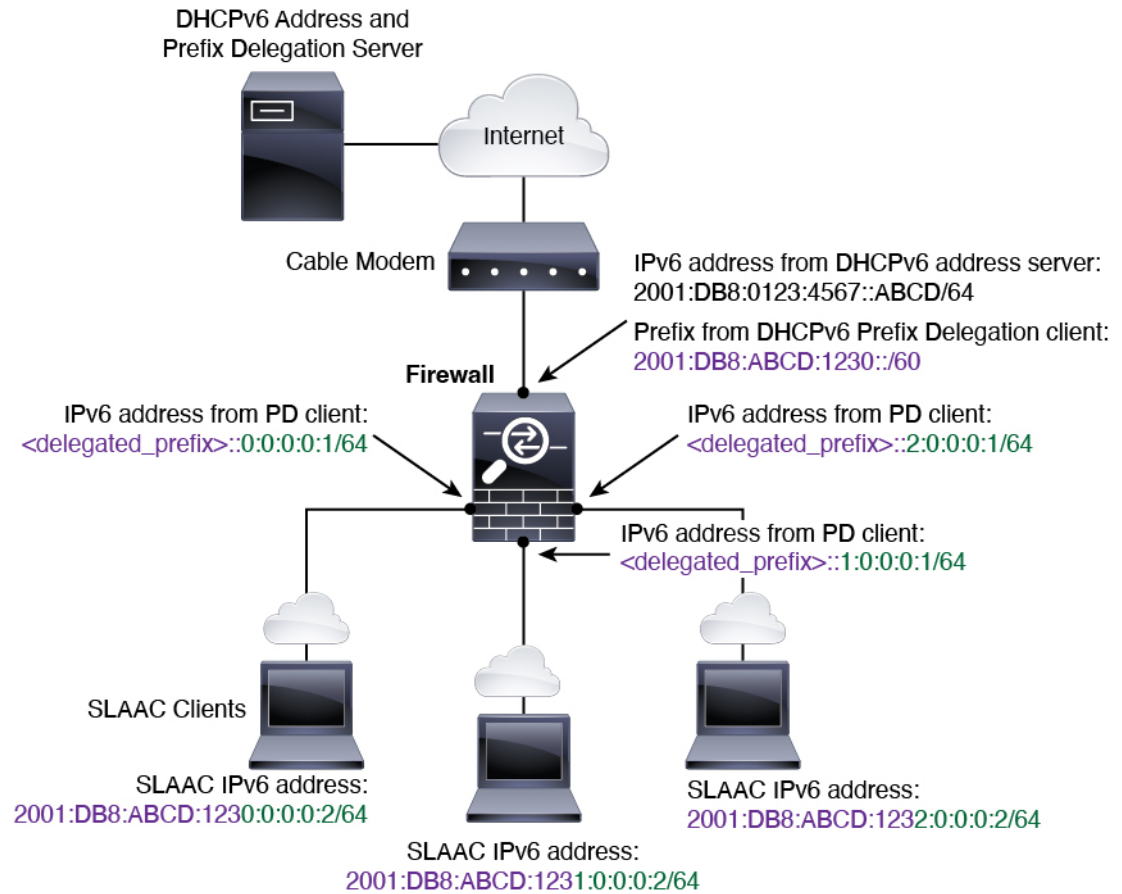 DHCPv6 Address and
Prefix Delegation Server
Internet
Cable Modem
IPv6 address from DHCPv6 address server:
2001:DB8:0123:4567::ABCD/64
Prefix from DHCPv6 Prefix Delegation client:
2001:DB8:ABCD:1230::/60
Firewall
IPv6 address from PD client:
<delegated_prefix>::0:0:0:0:1/64
IPv6 address from PD client:
<delegated_prefix>::2:0:0:0:1/64
IPv6 address from PD client:
<delegated_prefix>::1:0:0:0:1/64
SLAAC Clients
SLAAC IPv6 address:
2001:DB8:ABCD:1230:0:0:0:2/64
SLAAC IPv6 address:
2001:DB8:ABCD:1231:0:0:0:2/64
SLAAC IPv6 address:
2001:DB8:ABCD:1232:0:0:0:2/64